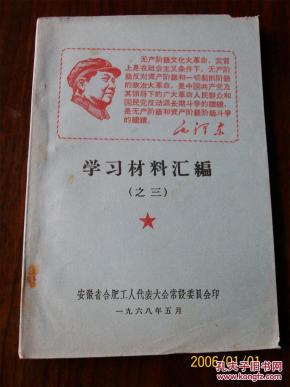 无产阶级文化大革命，实质
上是在社会主义条件下，无产阶
级反对资产阶级和一切剥削阶级
的政治大革命，是中国共产党及
其领导下的广大革命人民群众和
国民党反动派长期斗争的继续，
是无产阶级和资产阶级阶级斗争
的继续。
毛泽东
学习材料汇编
（之三）
安徽省合肥工人代表大会常设委员会印
一九六八年五月
2006/01/01